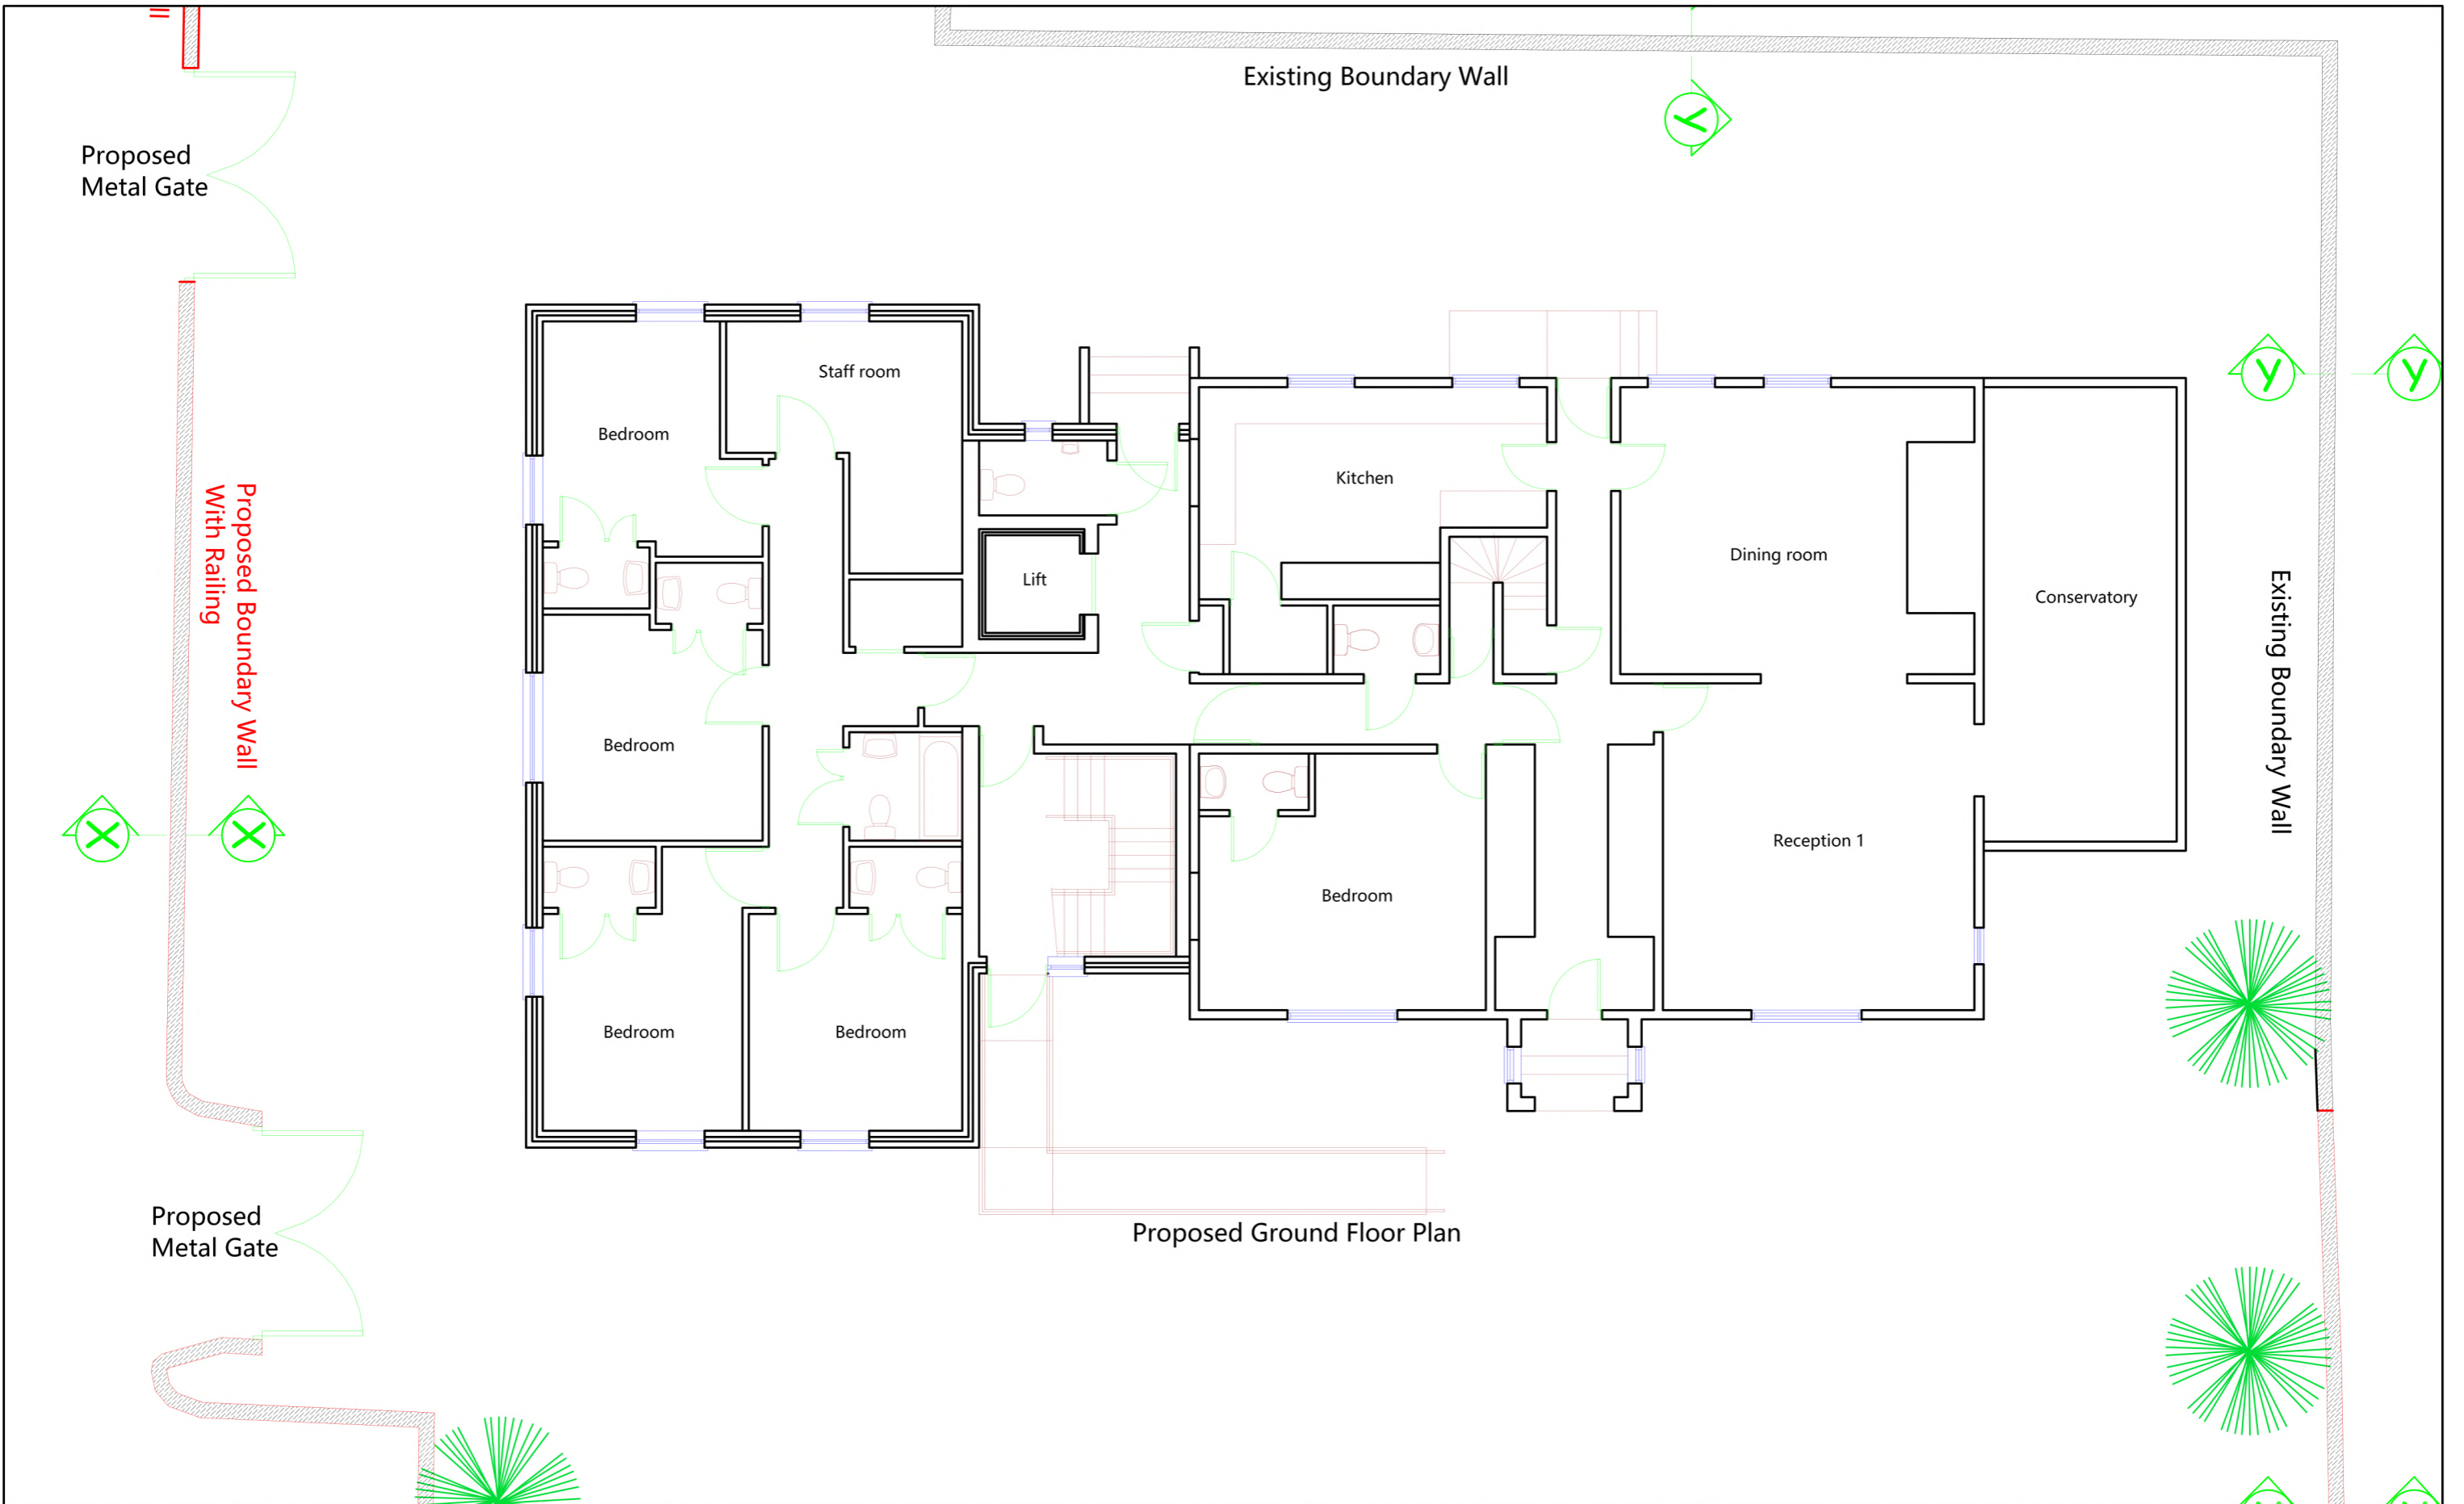 Existing Boundary Wall
Y
Proposed
Metal Gate
Staff room
Y
Y
Bedroom
Kitchen
Dining room
Proposed Boundary Wall
With Railing
Lift
Conservatory
Existing Boundary Wall
Bedroom
X
X
Reception 1
Bedroom
Bedroom
Bedroom
Proposed
Metal Gate
Proposed Ground Floor Plan